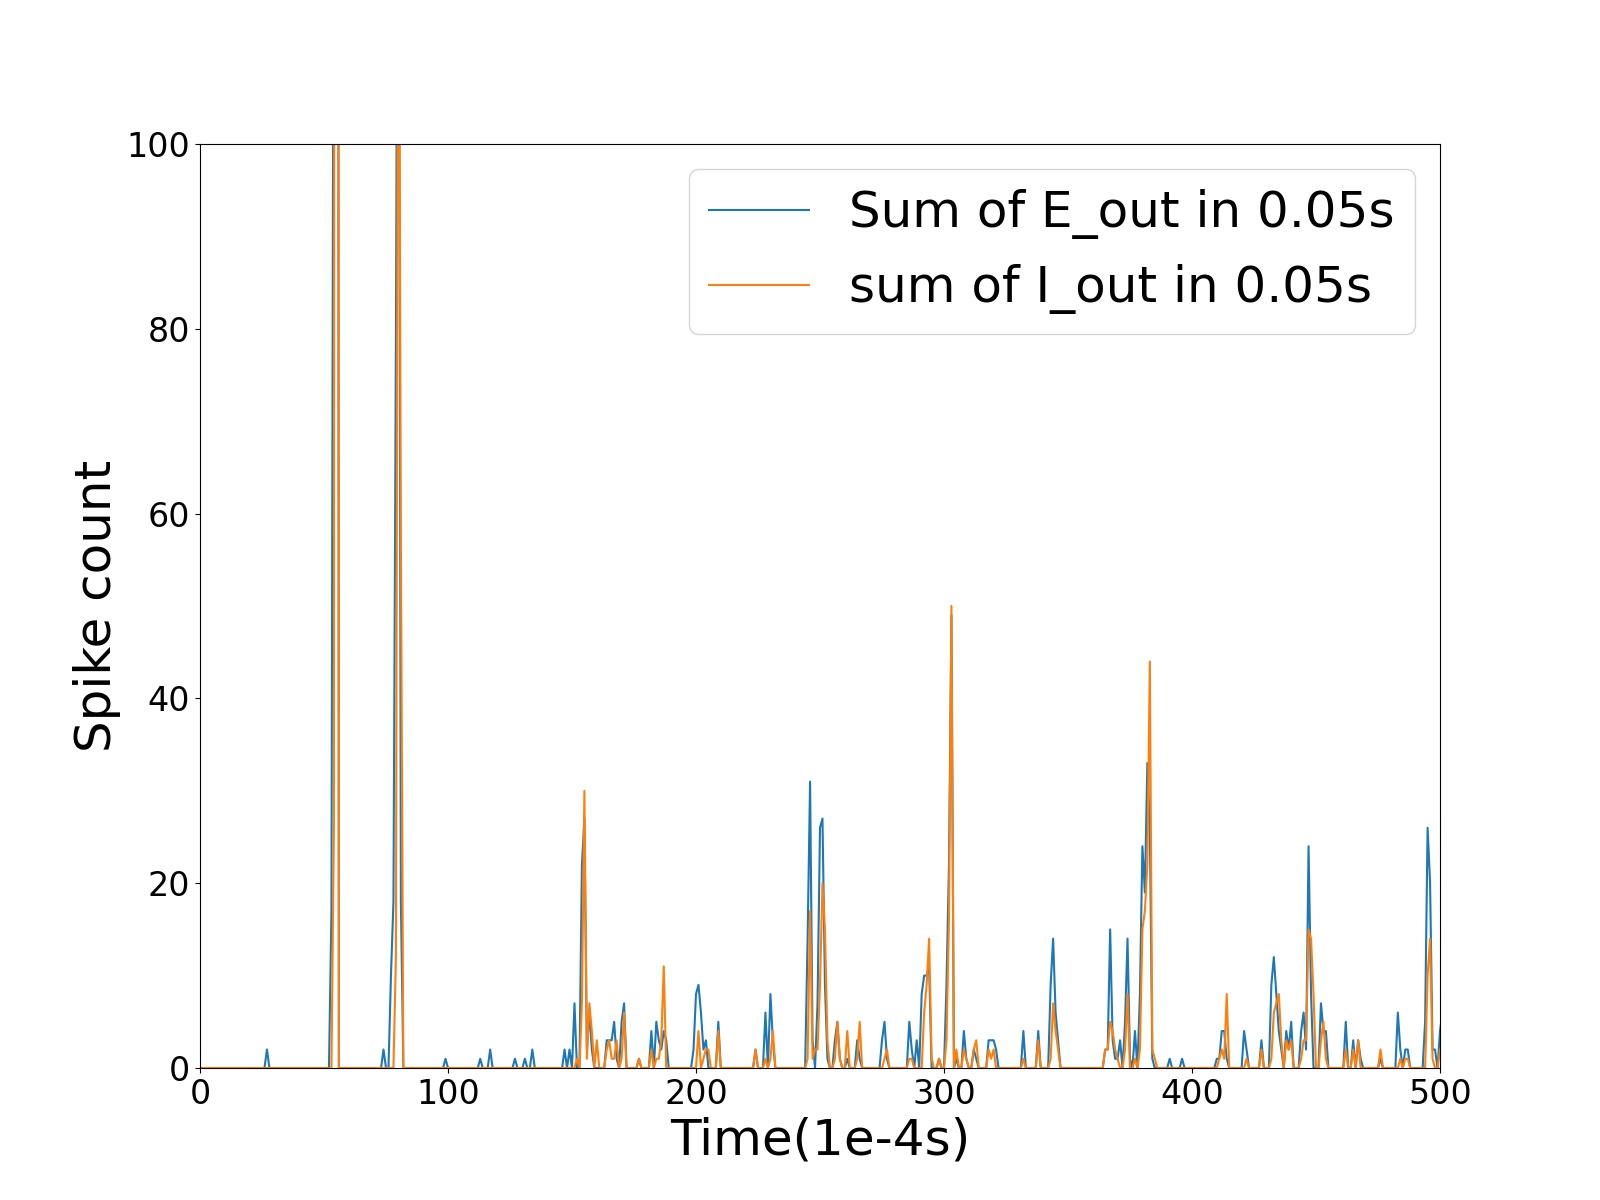 100
80
60
40
20
0
Spike count
Sum of E_out in 0.05s
sum of I_out in 0.05s
0 100 200 300 400 500
Time(1e-4s)